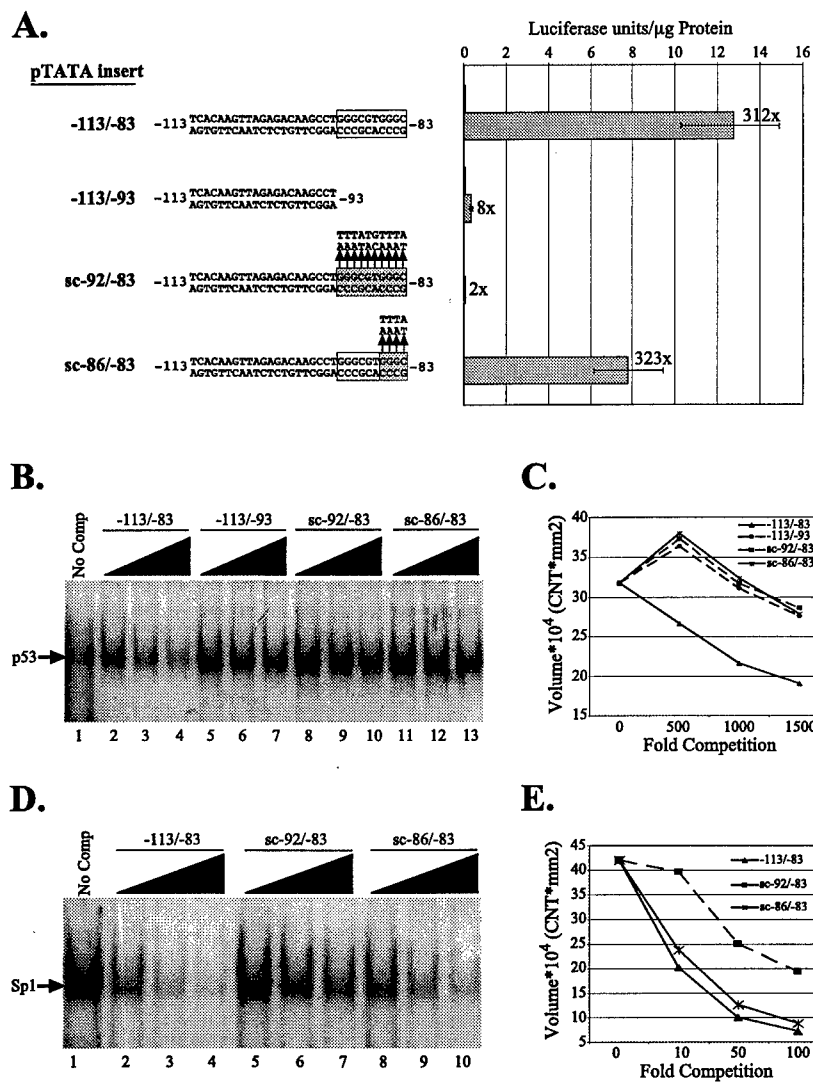 A.
Luciferase units/µg Protein
pTATA insert
0 2 4 6 8 10 12 14 16
-113/-83
-113 TCACAAGTTAGAGACAAGCCTGGGCGTGGGC -83
AGTGTTCAATCTCTGTTCGGACCCGCACCCG
312x
-113/-93
-113 TCACAAGTTAGAGACAAGCCT -93
AGTGTTCAATCTCTGTTCGGA
8x
TTTATGTTTA
AAATACAAAT
sc-92/-83
-113 TCACAAGTTAGAGACAAGCCTGGGCGTGGGC -83
AGTGTTCAATCTCTGTTCGGACCCGCACCCG
2x
TTTA
AAAT
sc-86/-83
-113 TCACAAGTTAGAGACAAGCCTGGGCGTGGGC -83
AGTGTTCAATCTCTGTTCGGACCCGCACCCG
323x
B.
No Comp
-113/-83 -113/-93 sc-92/-83 sc-86/-83
p53
1 2 3 4 5 6 7 8 9 10 11 12 13
C.
Volume*10⁴ (CNT*mm2)
40
35
30
25
20
15
-113/-83
-113/-93
sc-92/-83
sc-86/-83
0 500 1000 1500
Fold Competition
D.
No Comp
-113/-83 sc-92/-83 sc-86/-83
Sp1
1 2 3 4 5 6 7 8 9 10
E.
Volume*10⁴ (CNT*mm2)
45
40
35
30
25
20
15
10
5
-113/-83
sc-92/-83
sc-86/-83
0 10 50 100
Fold Competition